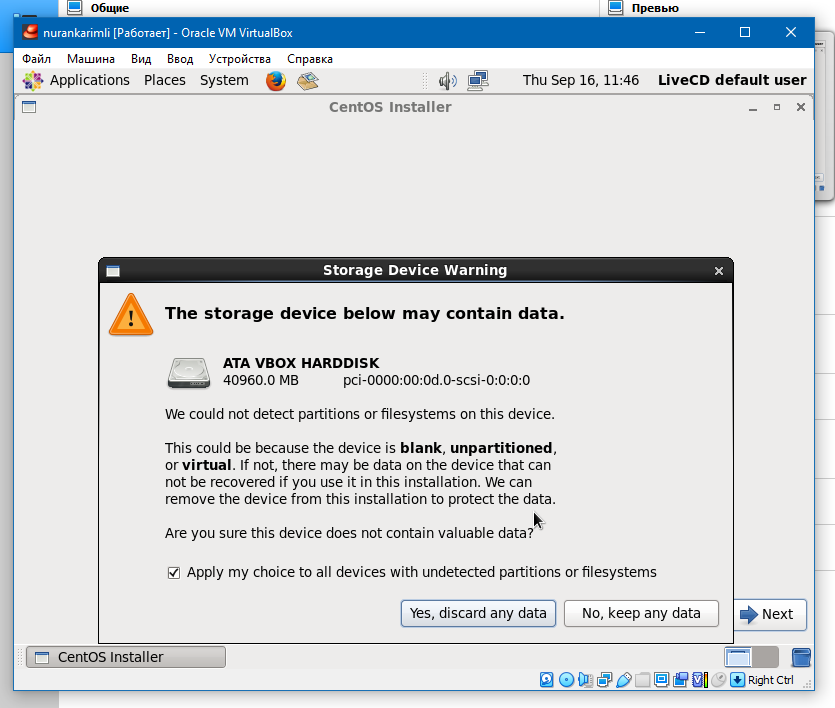 Общие
Превью
nurankarimli [Работает] - Oracle VM VirtualBox
Файл Машина Вид Ввод Устройства Справка
Applications Places System Thu Sep 16, 11:46 LiveCD default user
CentOS Installer
Storage Device Warning
The storage device below may contain data.
ATA VBOX HARDDISK
40960.0 MB pci-0000:00:0d.0-scsi-0:0:0:0
We could not detect partitions or filesystems on this device.
This could be because the device is blank, unpartitioned,
or virtual. If not, there may be data on the device that can
not be recovered if you use it in this installation. We can
remove the device from this installation to protect the data.
Are you sure this device does not contain valuable data?
Apply my choice to all devices with undetected partitions or filesystems
Yes, discard any data No, keep any data Next
CentOS Installer
Right Ctrl